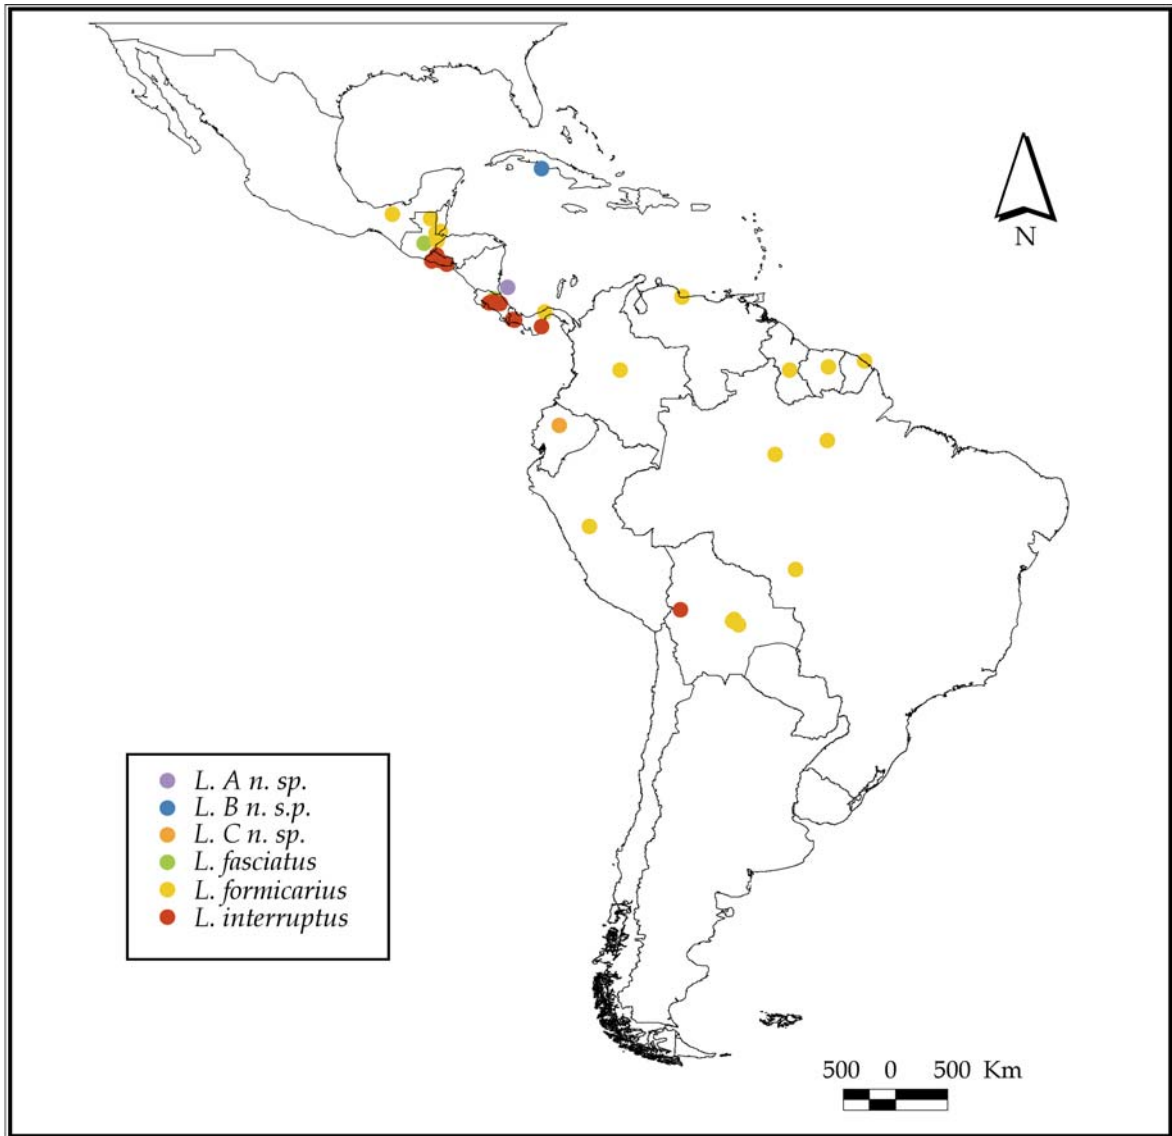 N
L. A n. sp.
L. B n. s.p.
L. C n. sp.
L. fasciatus
L. formicarius
L. interruptus
500 0 500 Km